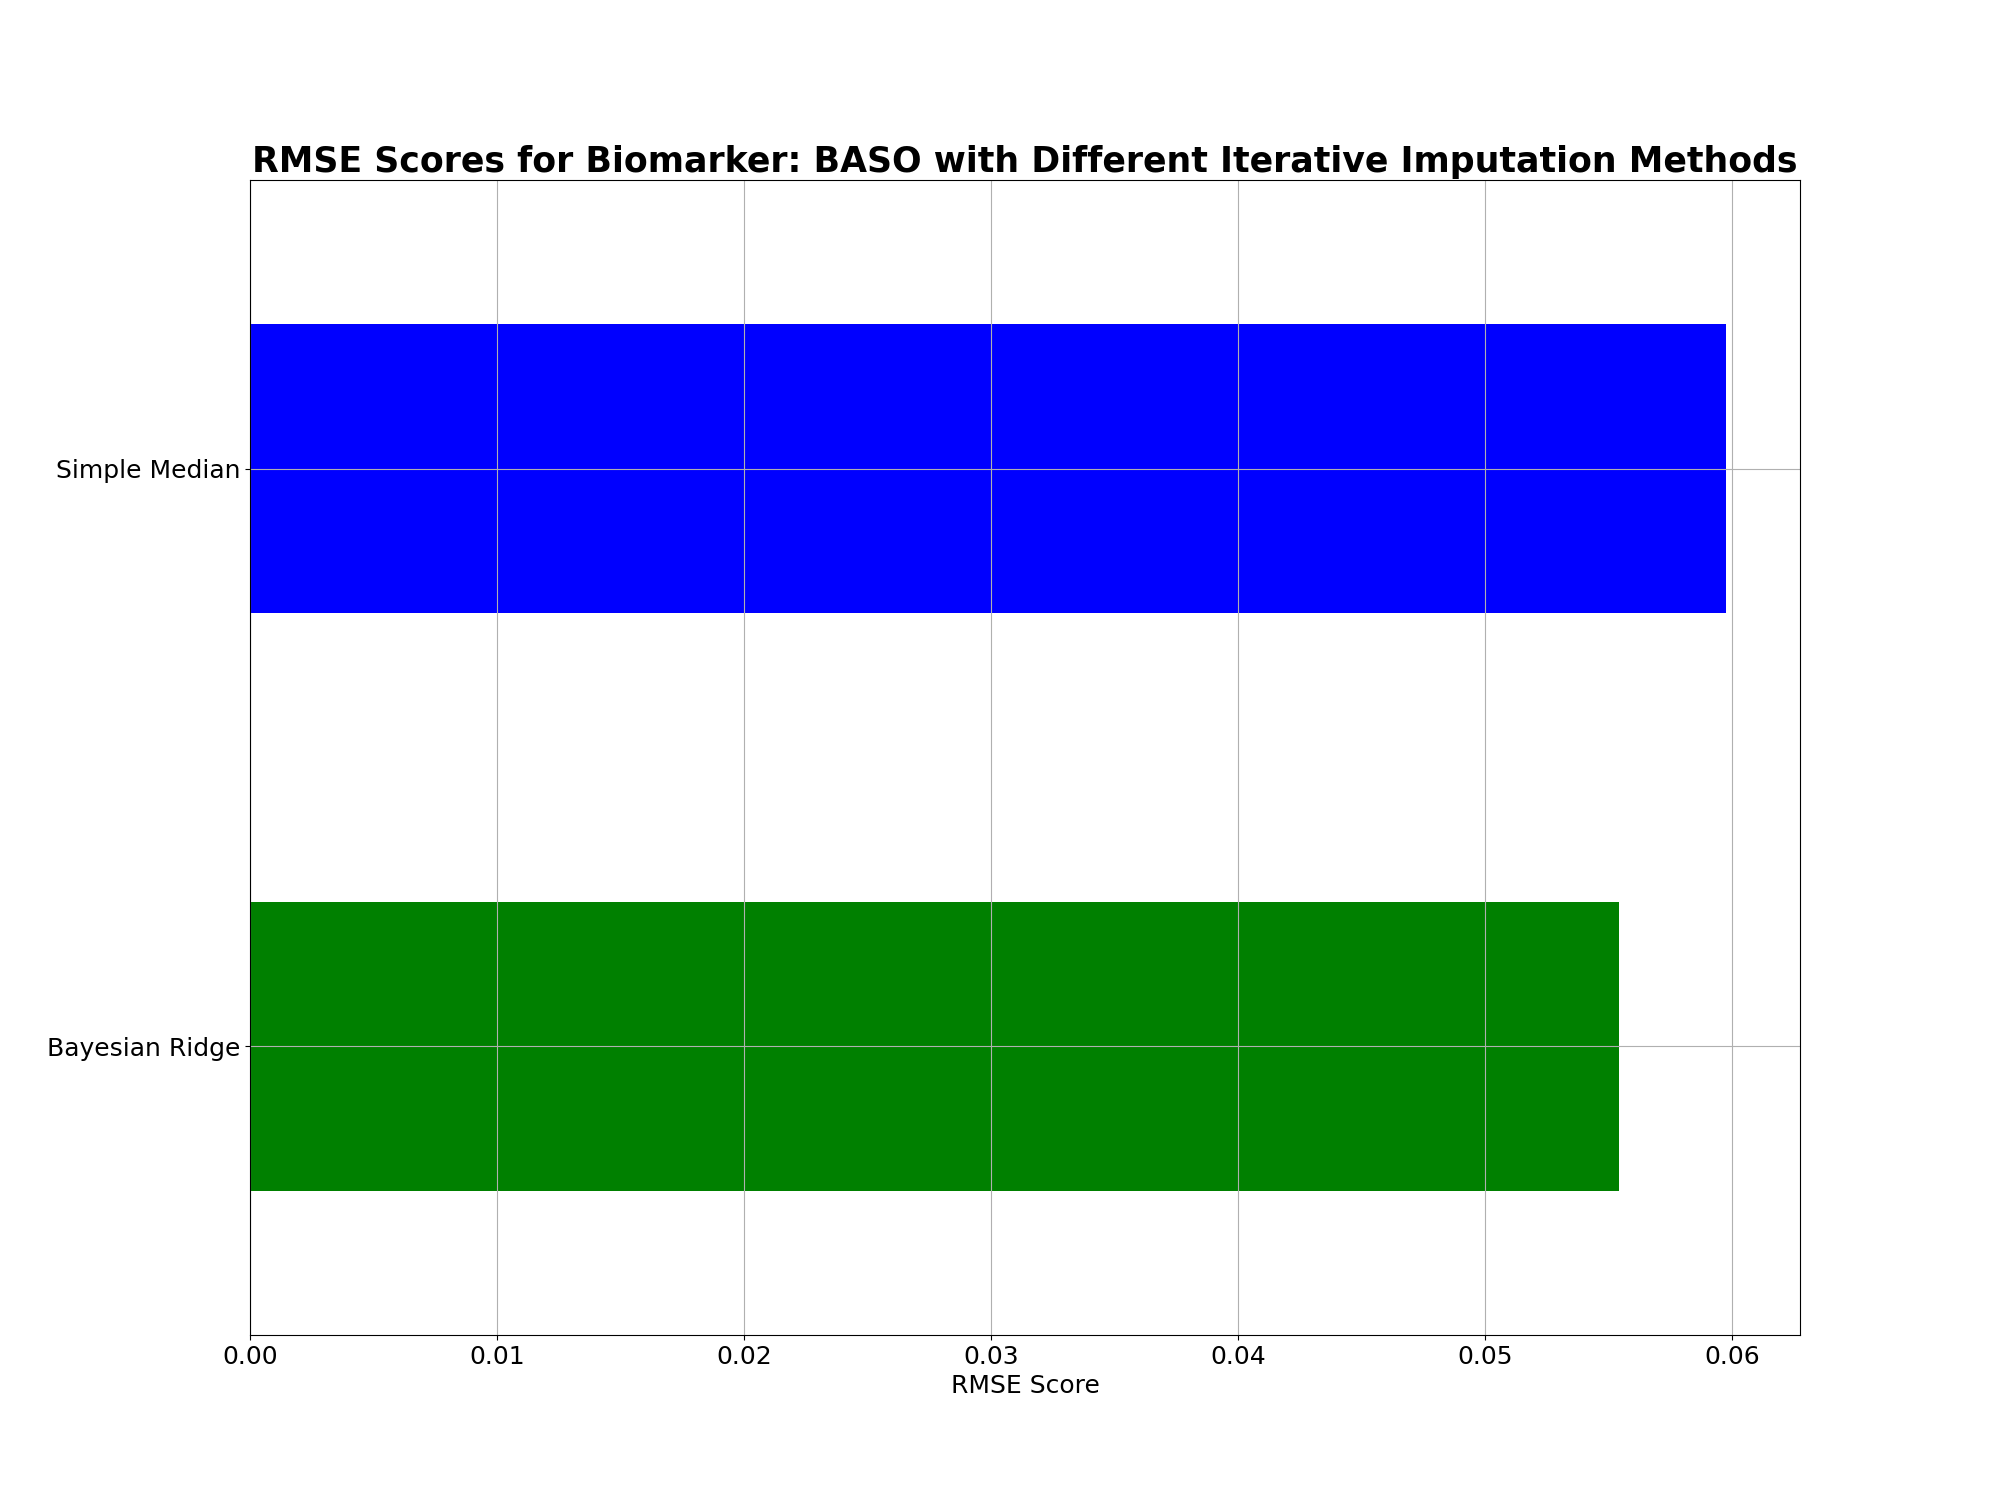 RMSE Scores for Biomarker: BASO with Different Iterative Imputation Methods
Simple Median
Bayesian Ridge
0.00 0.01 0.02 0.03 0.04 0.05 0.06
RMSE Score